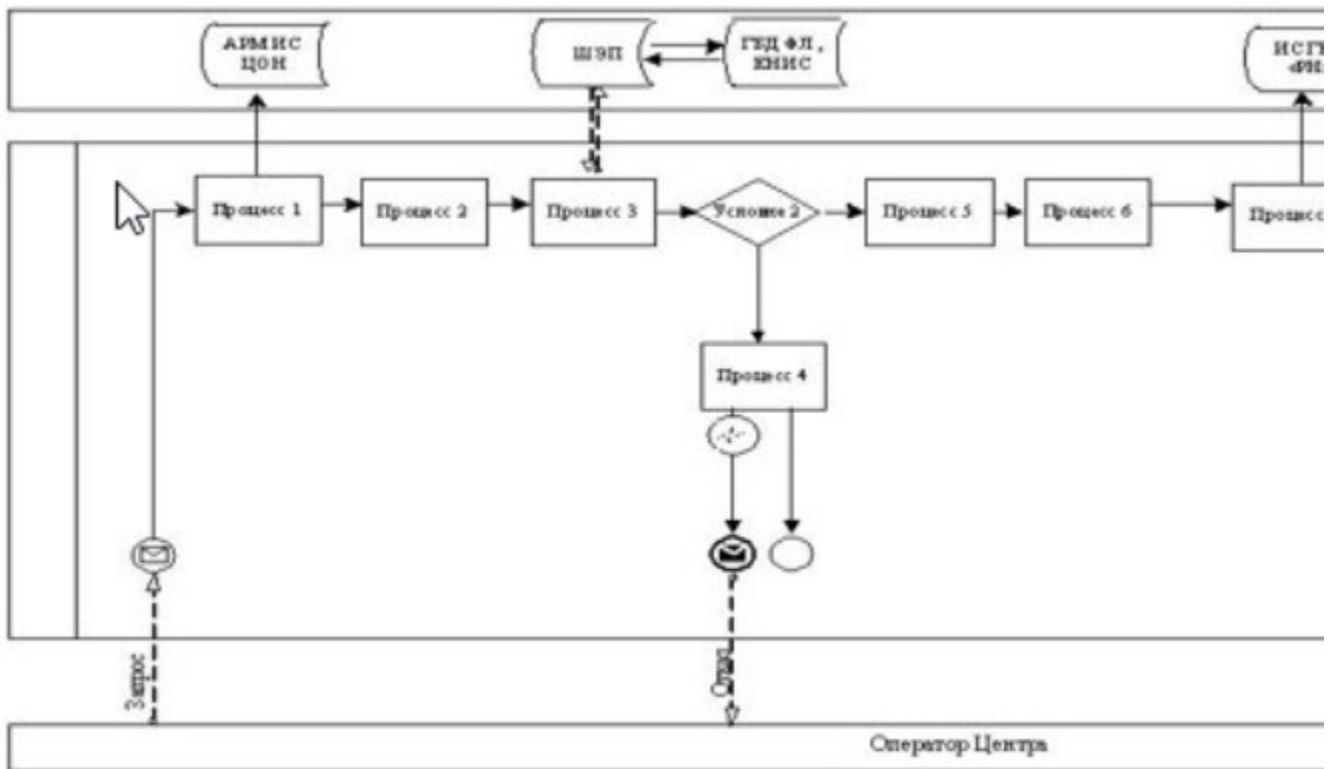 АРМ ИС
ЦОН
ШЭП
ГБД ФЛ,
ЕНИС
Процесс 1
Процесс 2
Процесс 3
Условие 2
Процесс 5
Процесс 6
Процесс
Процесс 4
Запрос
Отказ
Оператор Центра